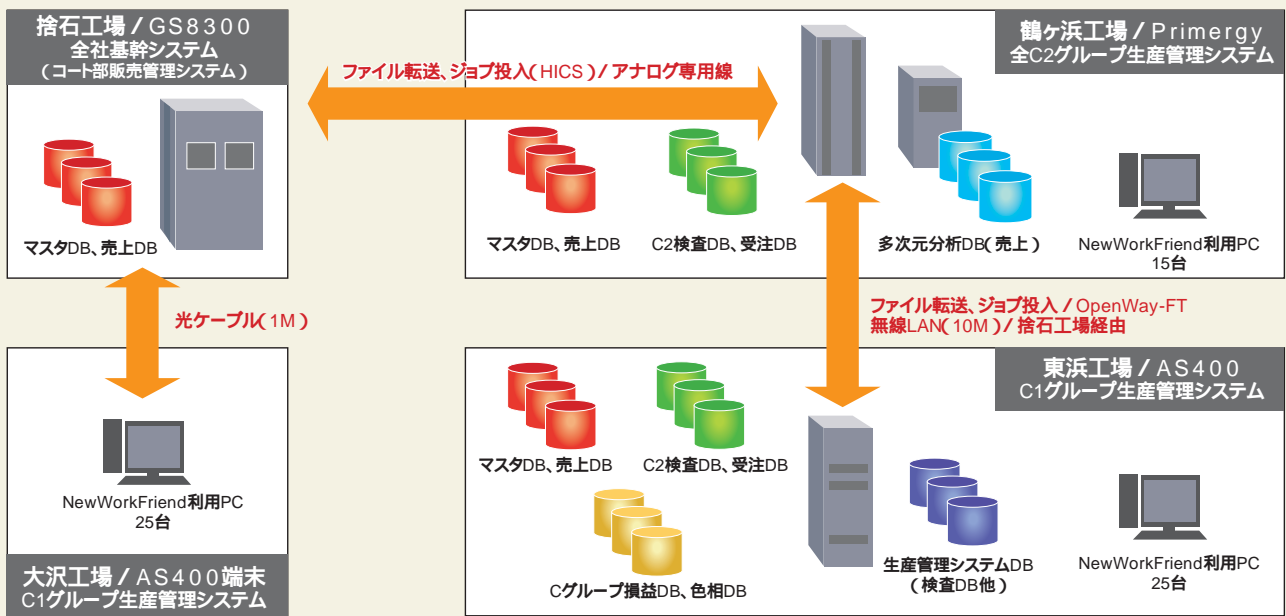 捨石工場 / GS8300
全社基幹システム
(コート部販売管理システム)
マスタDB、売上DB
ファイル転送、ジョブ投入(HICS)/ アナログ専用線
鶴ヶ浜工場 / Primergy
全C2グループ生産管理システム
マスタDB、売上DB
C2検査DB、受注DB
多次元分析DB(売上)
NewWorkFriend利用PC
15台
光ケーブル(1M)
ファイル転送、ジョブ投入 / OpenWay-FT
無線LAN(10M)/ 捨石工場経由
NewWorkFriend利用PC
25台
大沢工場 / AS400端末
C1グループ生産管理システム
東浜工場 / AS400
C1グループ生産管理システム
マスタDB、売上DB
C2検査DB、受注DB
Cグループ損益DB、色相DB
生産管理システムDB
(検査DB他)
NewWorkFriend利用PC
25台